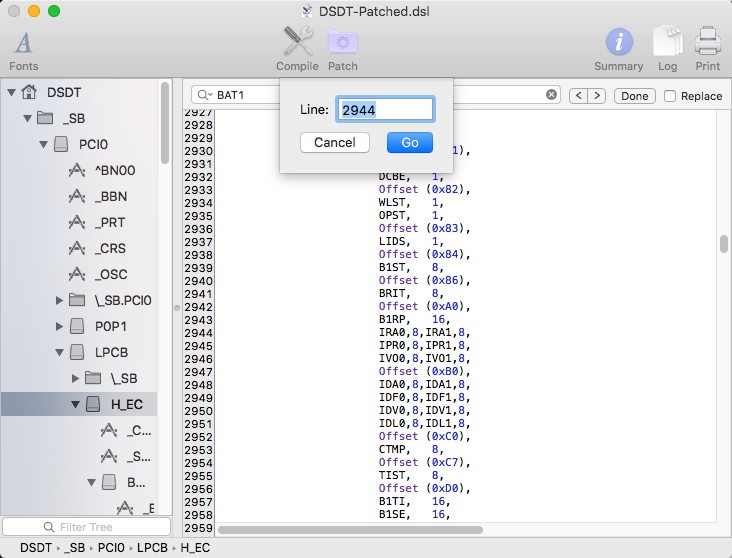 DSDT-Patched.dsl
Fonts
Compile
Patch
Summary
Log
Print
DSDT
_SB
PCI0
^BN00
_BBN
_PRT
_CRS
_OSC
\_SB.PCI0
P0P1
LPCB
\_SB
H_EC
_C...
_S...
B...
_E
Filter Tree
BAT1
Done
Replace
Line: 2944
Cancel
Go
2927
2928
2929
2930 1),
2931
2932 DCBE, 1,
2933 Offset (0x82),
2934 WLST, 1,
2935 OPST, 1,
2936 Offset (0x83),
2937 LIDS, 1,
2938 Offset (0x84),
2939 B1ST, 8,
2940 Offset (0x86),
2941 BRIT, 8,
2942 Offset (0xA0),
2943 B1RP, 16,
2944 IRA0,8,IRA1,8,
2945 IPR0,8,IPR1,8,
2946 IVO0,8,IVO1,8,
2947 Offset (0xB0),
2948 IDA0,8,IDA1,8,
2949 IDF0,8,IDF1,8,
2950 IDV0,8,IDV1,8,
2951 IDL0,8,IDL1,8,
2952 Offset (0xC0),
2953 CTMP, 8,
2954 Offset (0xC7),
2955 TIST, 8,
2956 Offset (0xD0),
2957 B1TI, 16,
2958 B1SE, 16,
2959
DSDT › _SB › PCI0 › LPCB › H_EC